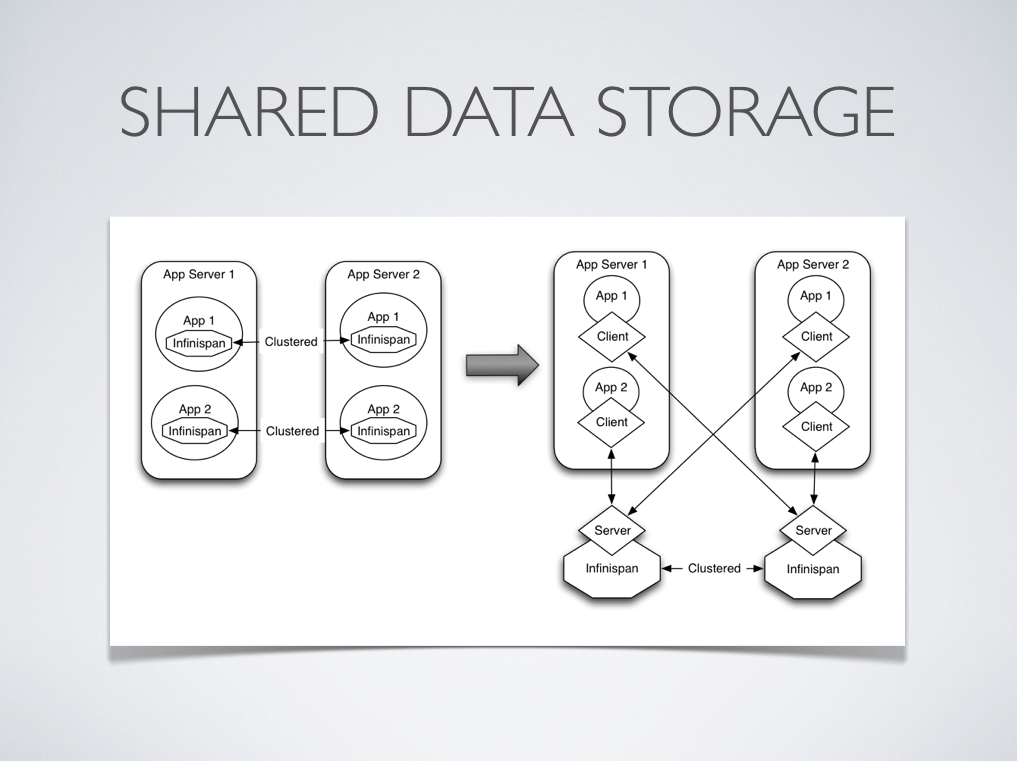 SHARED DATA STORAGE
App Server 1
App 1
Infinispan
App 2
Infinispan
Clustered
Clustered
App Server 2
App 1
Infinispan
App 2
Infinispan
App Server 1
App 1
Client
App 2
Client
Server
Infinispan
Clustered
App Server 2
App 1
Client
App 2
Client
Server
Infinispan